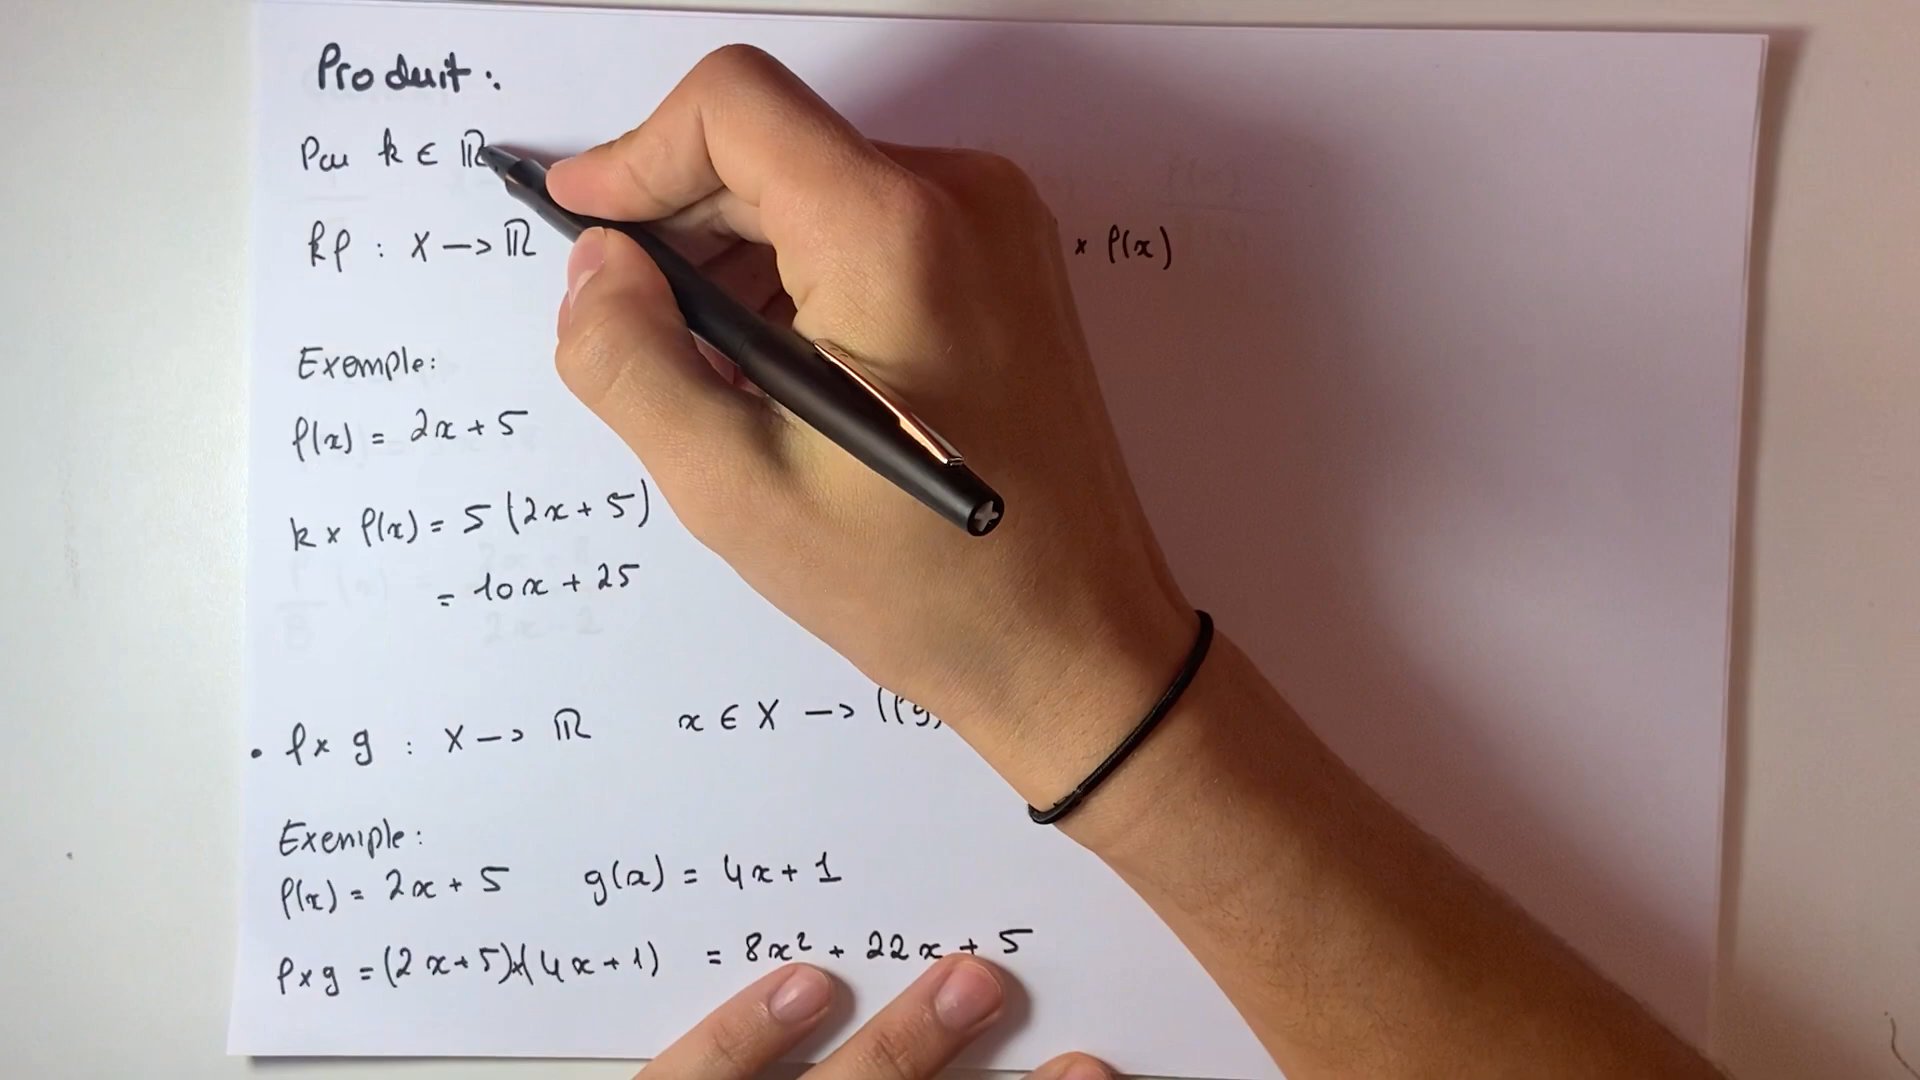 Produit :
Par k ∈ ℝ
kf : X —> ℝ × f(x)
Exemple:
f(x) = 2x + 5
k × f(x) = 5 (2x + 5)
= 10x + 25
• f × g : X —> ℝ x ∈ X —>
Exemple :
f(x) = 2x + 5 g(x) = 4x + 1
f × g = (2x+5)×(4x+1) = 8x² + 22x + 5